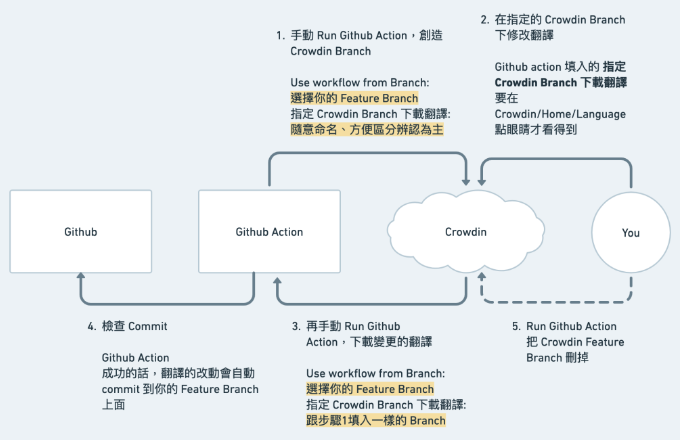 1. 手動 Run Github Action，創造
Crowdin Branch
Use workflow from Branch:
選擇你的 Feature Branch
指定 Crowdin Branch 下載翻譯:
隨意命名、方便區分辨認為主
2. 在指定的 Crowdin Branch
下修改翻譯
Github action 填入的 指定
Crowdin Branch 下載翻譯
要在
Crowdin/Home/Language
點眼睛才看得到
Github
Github Action
Crowdin
You
4. 檢查 Commit
Github Action
成功的話，翻譯的改動會自動
commit 到你的 Feature Branch
上面
3. 再手動 Run Github
Action，下載變更的翻譯
Use workflow from Branch:
選擇你的 Feature Branch
指定 Crowdin Branch 下載翻譯:
跟步驟1填入一樣的 Branch
5. Run Github Action
把 Crowdin Feature
Branch 刪掉